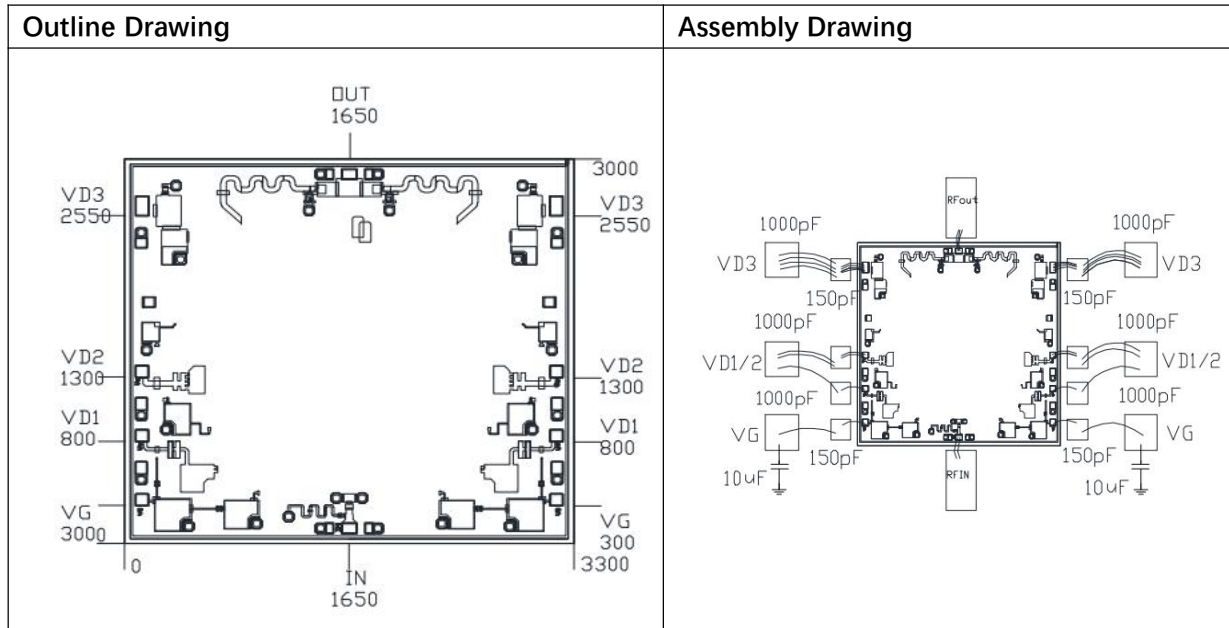 Outline Drawing
Assembly Drawing
OUT
1650
3000
VD3
2550
VD3
2550
VD2
1300
VD2
1300
VD1
800
VD1
800
VG
3000
VG
300
0
3300
IN
1650
RFout
1000pF
1000pF
VD3
VD3
150pF
150pF
1000pF
1000pF
VD1/2
VD1/2
1000pF
1000pF
VG
VG
150pF
150pF
10uF
RFIN
10uF